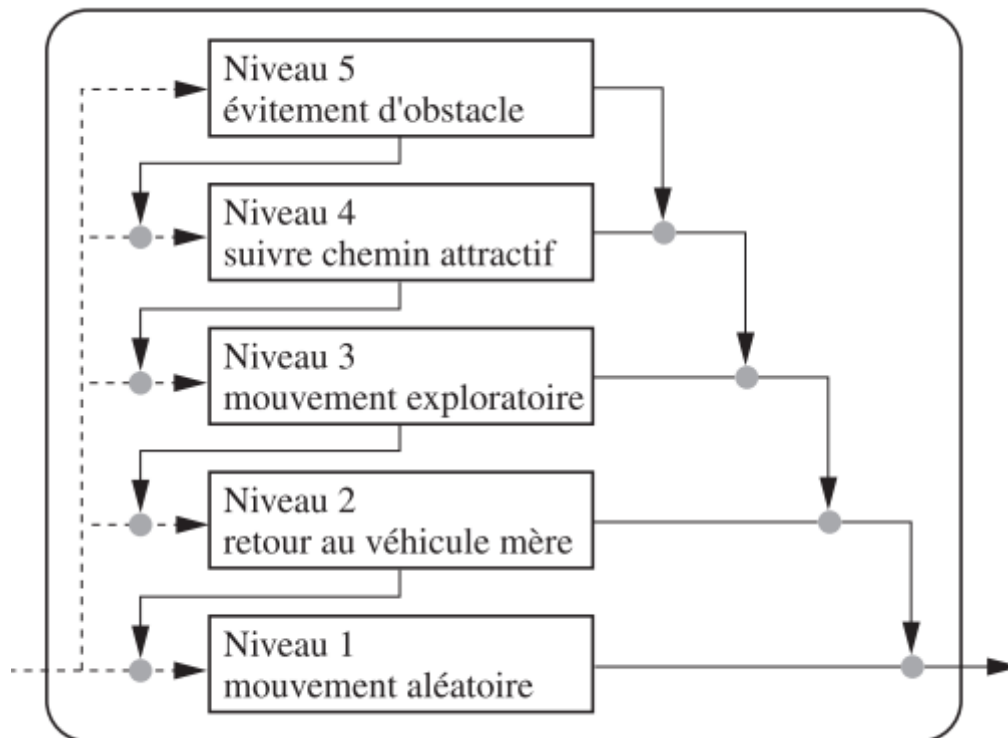 Niveau 5
évitement d'obstacle
Niveau 4
suivre chemin attractif
Niveau 3
mouvement exploratoire
Niveau 2
retour au véhicule mère
Niveau 1
mouvement aléatoire